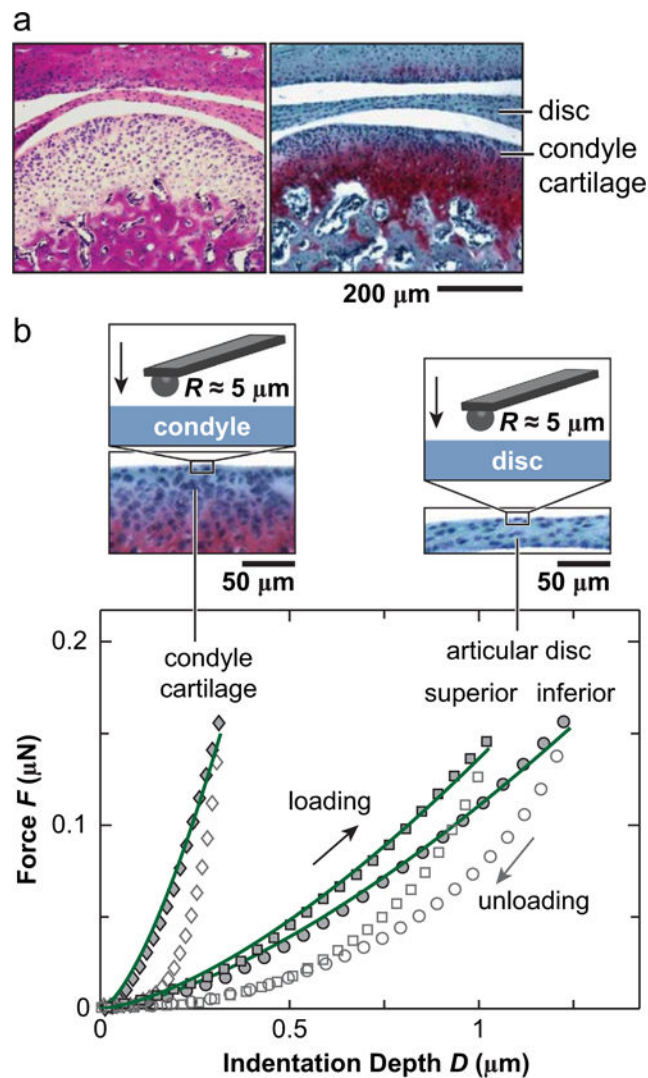 a
disc
condyle
cartilage
200 μm
b
R ≈ 5 μm
condyle
R ≈ 5 μm
disc
50 μm
50 μm
0.2
condyle
cartilage
articular disc
superior inferior
loading
0.1
unloading
Force F (μN)
0
0 0.5 1
Indentation Depth D (μm)